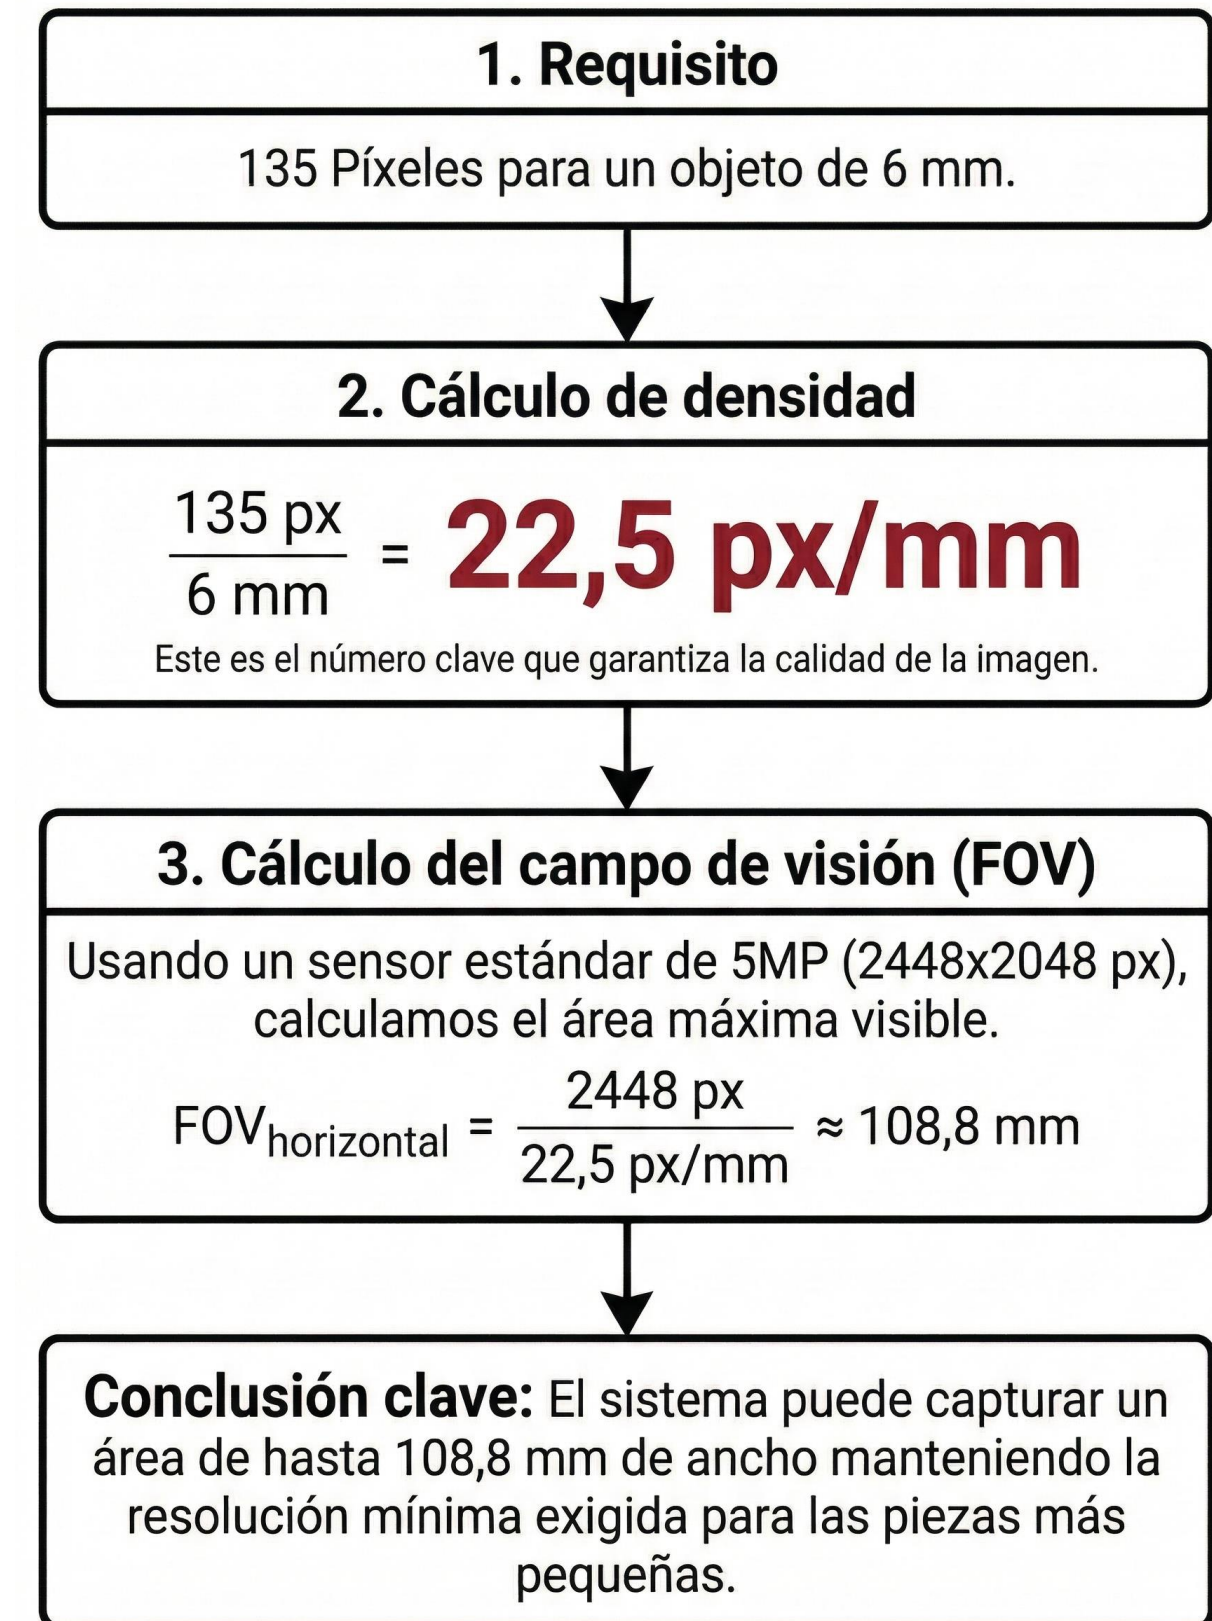 1. Requisito
135 Píxeles para un objeto de 6 mm.
2. Cálculo de densidad
135 px
6 mm
= 22,5 px/mm
Este es el número clave que garantiza la calidad de la imagen.
3. Cálculo del campo de visión (FOV)
Usando un sensor estándar de 5MP (2448x2048 px),
calculamos el área máxima visible.
FOVhorizontal =
2448 px
22,5 px/mm
≈ 108,8 mm
Conclusión clave: El sistema puede capturar un
área de hasta 108,8 mm de ancho manteniendo la
resolución mínima exigida para las piezas más
pequeñas.